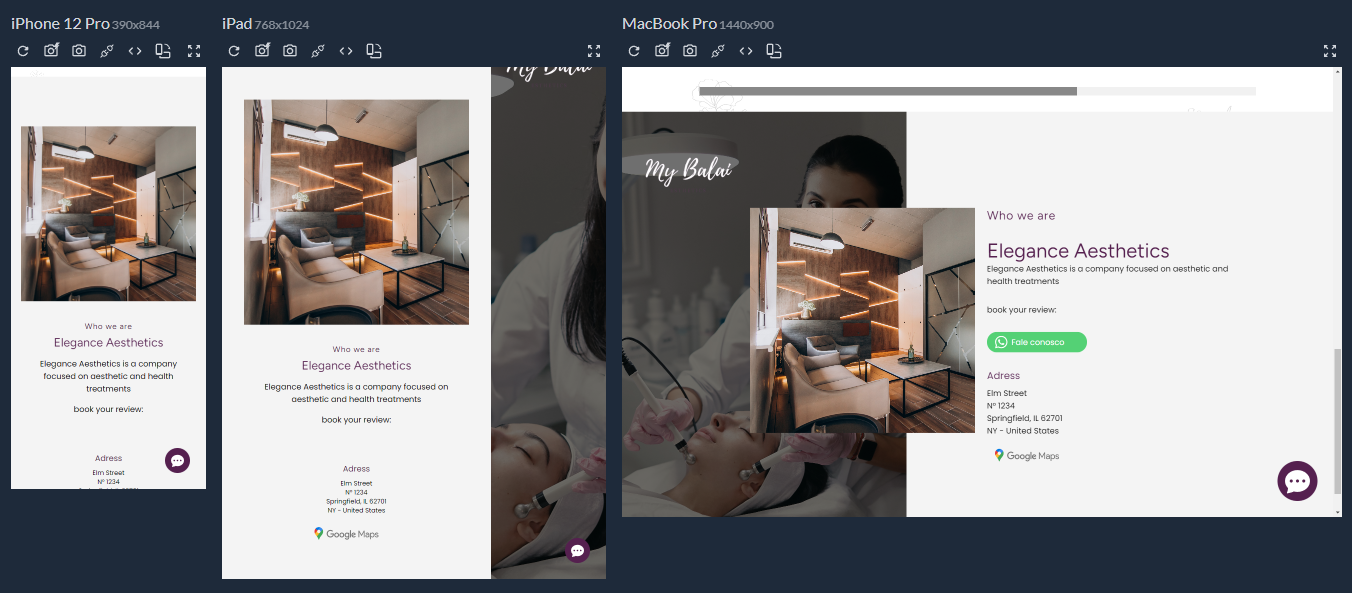 iPhone 12 Pro 390x844
Who we are
Elegance Aesthetics
Elegance Aesthetics is a company
focused on aesthetic and health
treatments
book your review:
Adress
Elm Street
Nº 1234
iPad 768x1024
My Balai
Who we are
Elegance Aesthetics
Elegance Aesthetics is a company focused on
aesthetic and health treatments
book your review:
Adress
Elm Street
Nº 1234
Springfield, IL 62701
NY - United States
Google Maps
MacBook Pro 1440x900
My Balai
Who we are
Elegance Aesthetics
Elegance Aesthetics is a company focused on aesthetic and
health treatments
book your review:
Fale conosco
Adress
Elm Street
Nº 1234
Springfield, IL 62701
NY - United States
Google Maps